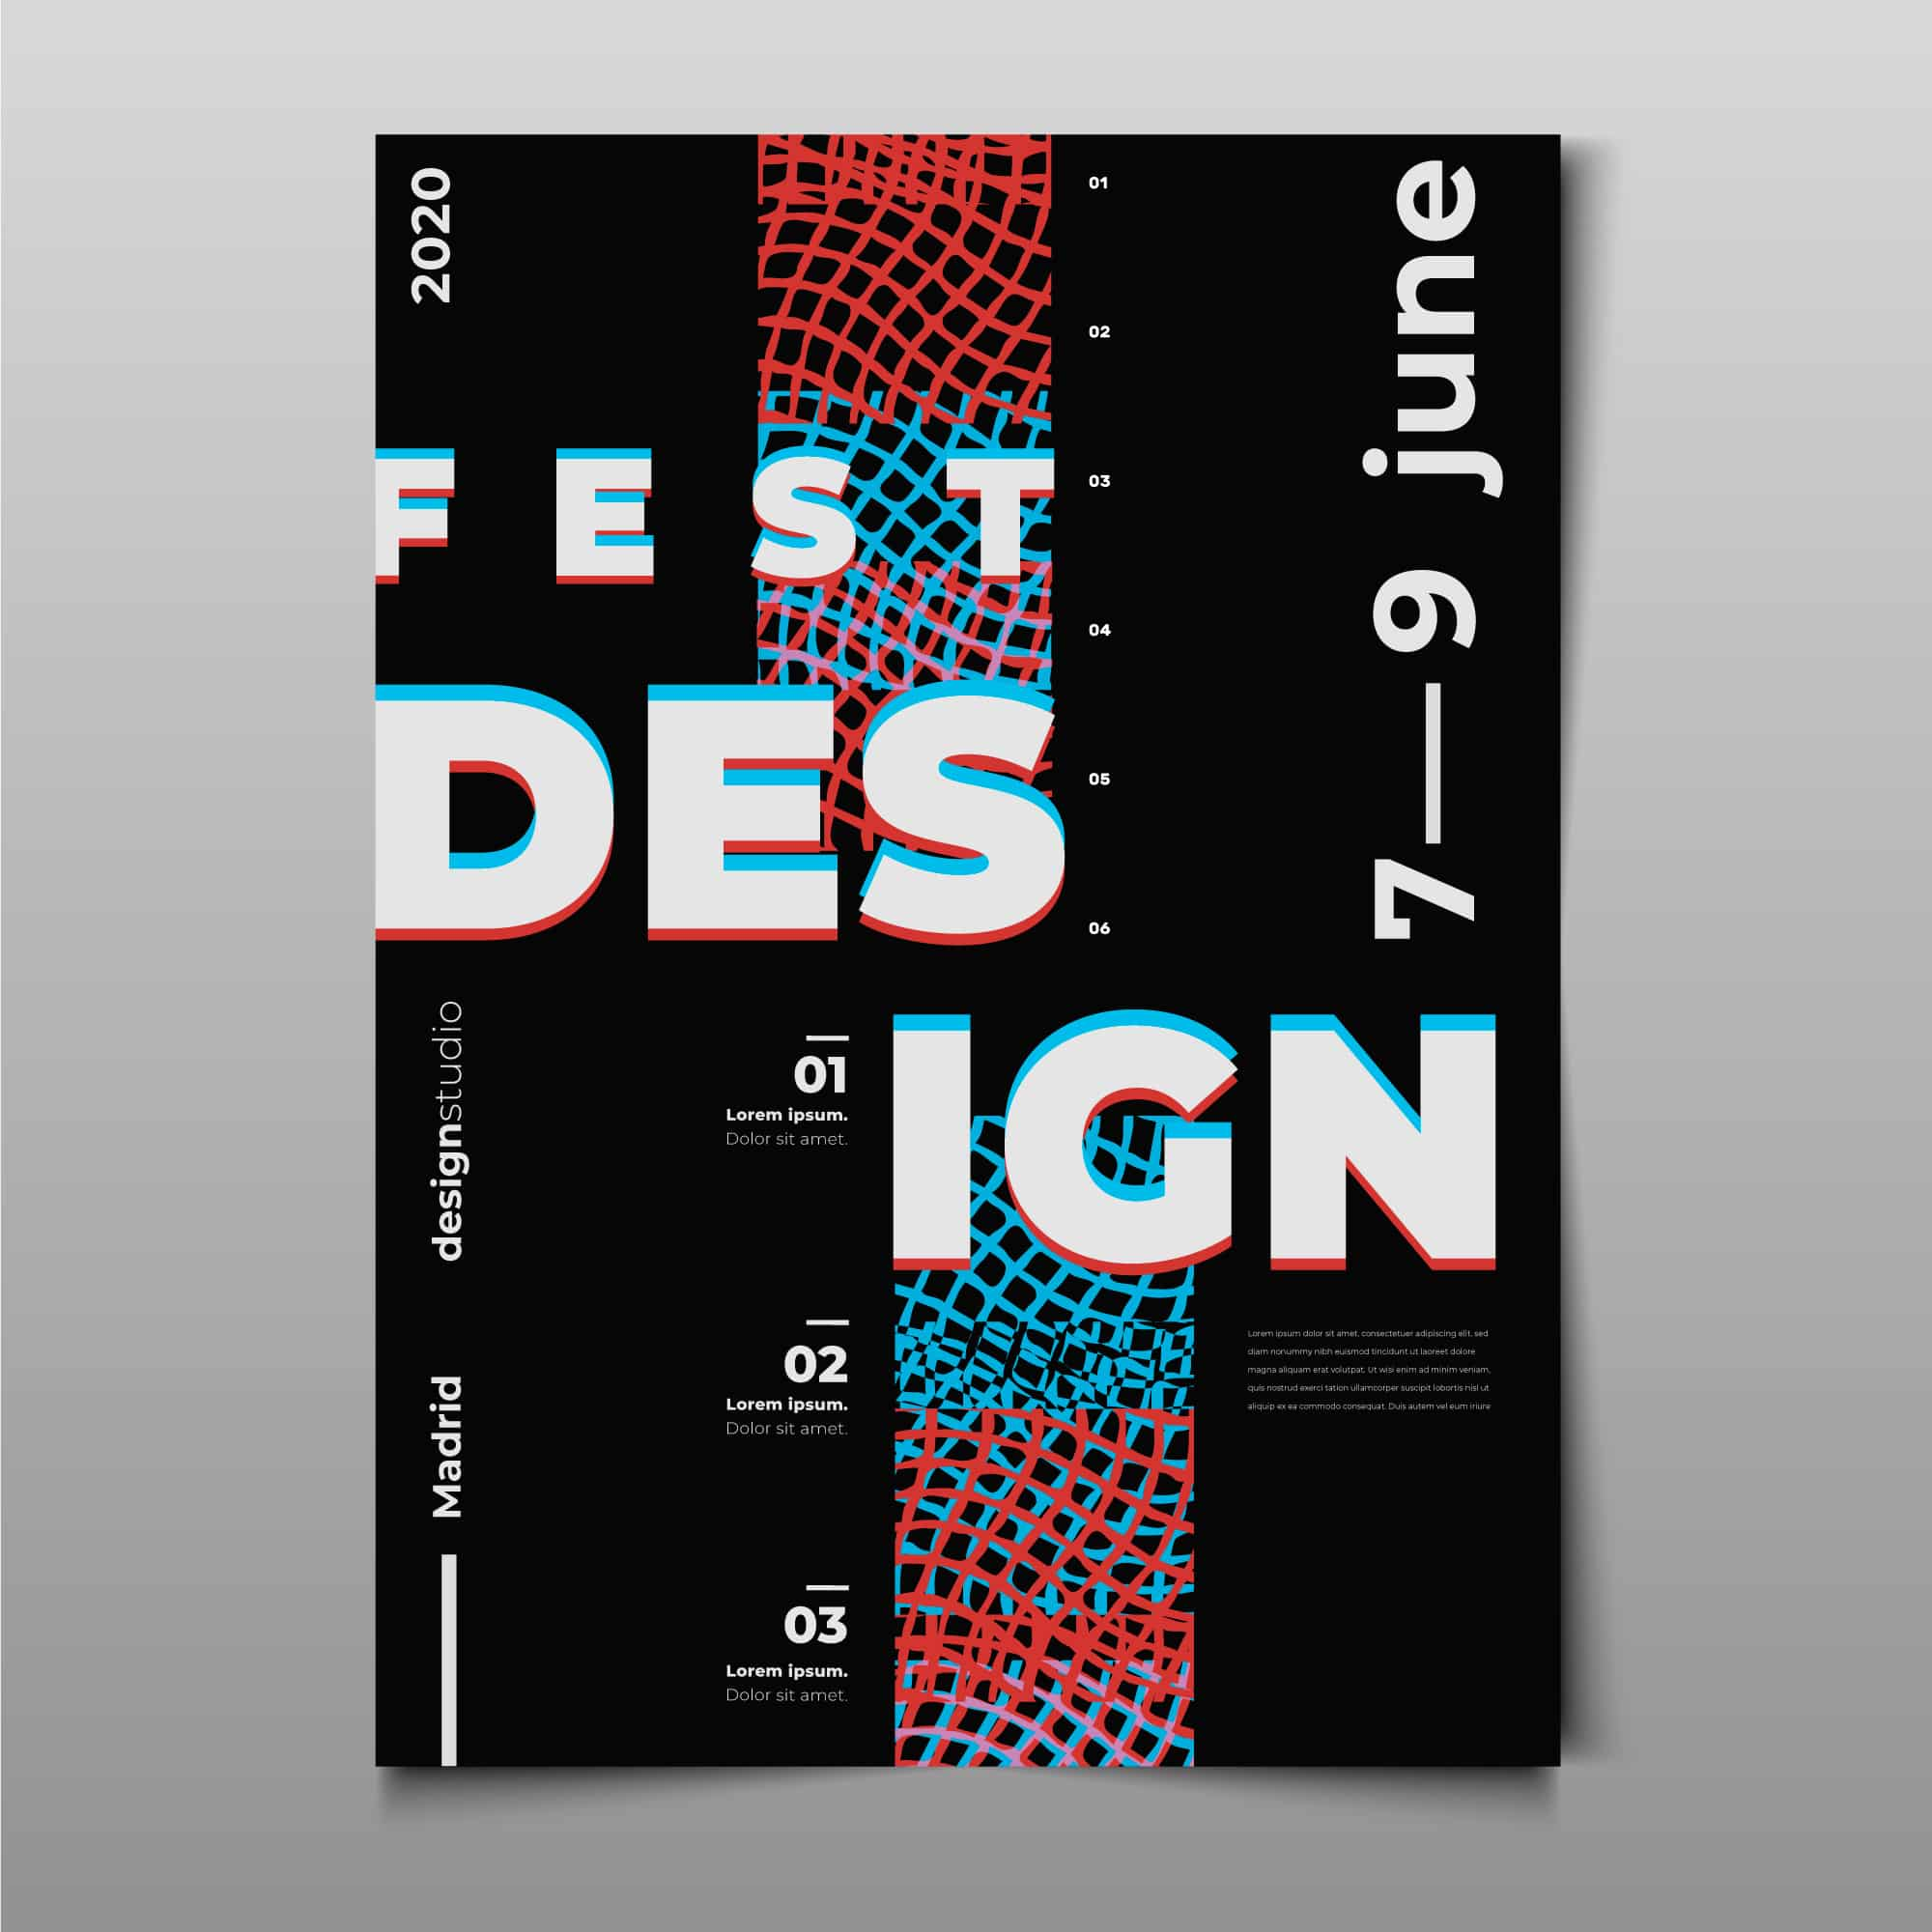 2020
01
02
03
04
05
06
7—9 june
FEST
DES
IGN
designstudio
Madrid
01
Lorem ipsum.
Dolor sit amet.
02
Lorem ipsum.
Dolor sit amet.
03
Lorem ipsum.
Dolor sit amet.
Lorem ipsum dolor sit amet, consectetuer adipiscing elit, sed
diam nonummy nibh euismod tincidunt ut laoreet dolore
magna aliquam erat volutpat. Ut wisi enim ad minim veniam,
quis nostrud exerci tation ullamcorper suscipit lobortis nisl ut
aliquip ex ea commodo consequat. Duis autem vel eum iriure